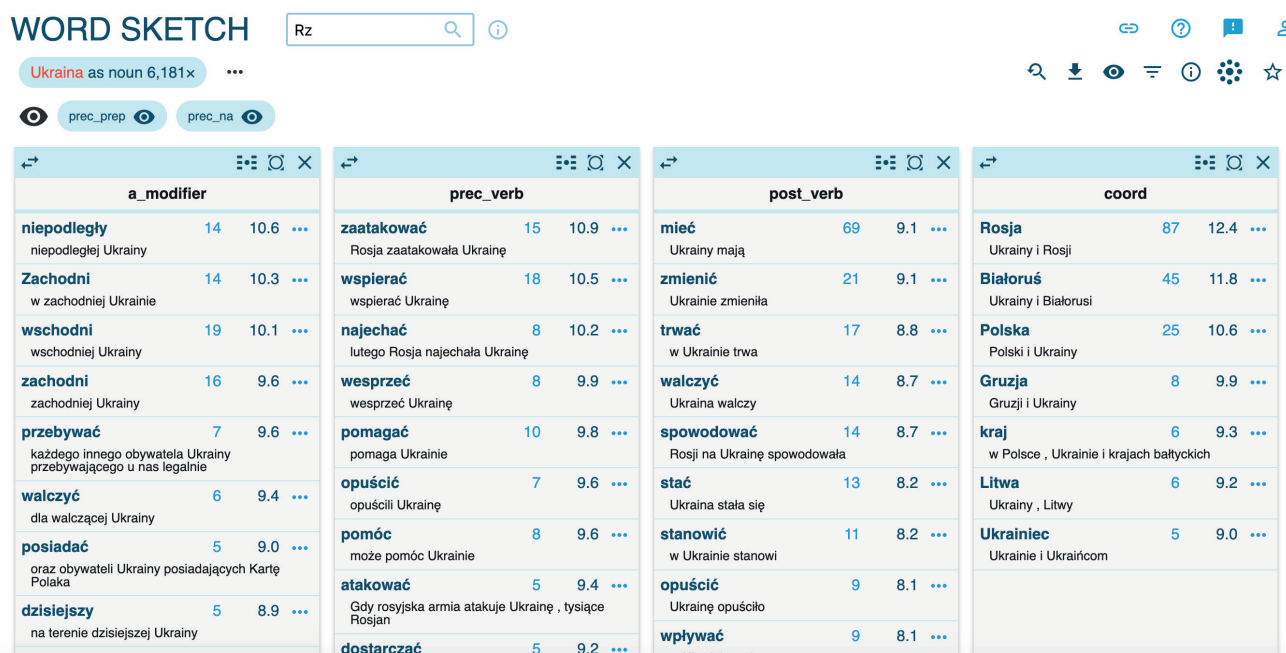 WORD SKETCH
Rz
Ukraina as noun 6,181×
prec_prep
prec_na
a_modifier
niepodległy 14 10.6
niepodległej Ukrainy
Zachodni 14 10.3
w zachodniej Ukrainie
wschodni 19 10.1
wschodniej Ukrainy
zachodni 16 9.6
zachodniej Ukrainy
przebywać 7 9.6
każdego innego obywatela Ukrainy
przebywającego u nas legalnie
walczyć 6 9.4
dla walczącej Ukrainy
posiadać 5 9.0
oraz obywateli Ukrainy posiadających Kartę
Polaka
dzisiejszy 5 8.9
na terenie dzisiejszej Ukrainy
prec_verb
zaatakować 15 10.9
Rosja zaatakowała Ukrainę
wspierać 18 10.5
wspierać Ukrainę
najechać 8 10.2
lutego Rosja najechała Ukrainę
wesprzeć 8 9.9
wesprzeć Ukrainę
pomagać 10 9.8
pomaga Ukrainie
opuścić 7 9.6
opuścili Ukrainę
pomóc 8 9.6
może pomóc Ukrainie
atakować 5 9.4
Gdy rosyjska armia atakuje Ukrainę , tysiące
Rosjan
dostarczać 5 9.2
post_verb
mieć 69 9.1
Ukrainy mają
zmienić 21 9.1
Ukrainie zmieniła
trwać 17 8.8
w Ukrainie trwa
walczyć 14 8.7
Ukraina walczy
spowodować 14 8.7
Rosji na Ukrainę spowodowała
stać 13 8.2
Ukraina stała się
stanowić 11 8.2
w Ukrainie stanowi
opuścić 9 8.1
Ukrainę opuściło
wpływać 9 8.1
coord
Rosja 87 12.4
Ukrainy i Rosji
Białoruś 45 11.8
Ukrainy i Białorusi
Polska 25 10.6
Polski i Ukrainy
Gruzja 8 9.9
Gruzji i Ukrainy
kraj 6 9.3
w Polsce , Ukrainie i krajach bałtyckich
Litwa 6 9.2
Ukrainy , Litwy
Ukrainiec 5 9.0
Ukrainie i Ukraińcom